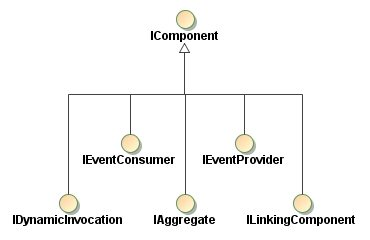 IComponent
IEventConsumer
IEventProvider
IDynamicInvocation
IAggregate
ILinkingComponent